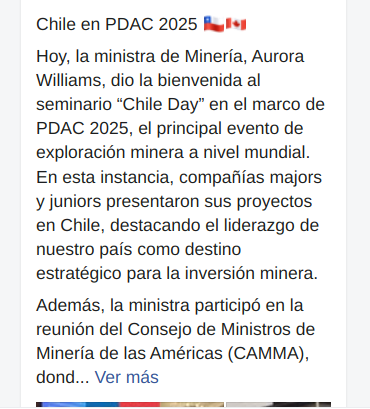 Chile en PDAC 2025 🇨🇱🇨🇦
Hoy, la ministra de Minería, Aurora
Williams, dio la bienvenida al
seminario “Chile Day” en el marco de
PDAC 2025, el principal evento de
exploración minera a nivel mundial.
En esta instancia, compañías majors
y juniors presentaron sus proyectos
en Chile, destacando el liderazgo de
nuestro país como destino
estratégico para la inversión minera.
Además, la ministra participó en la
reunión del Consejo de Ministros de
Minería de las Américas (CAMMA),
dond... Ver más